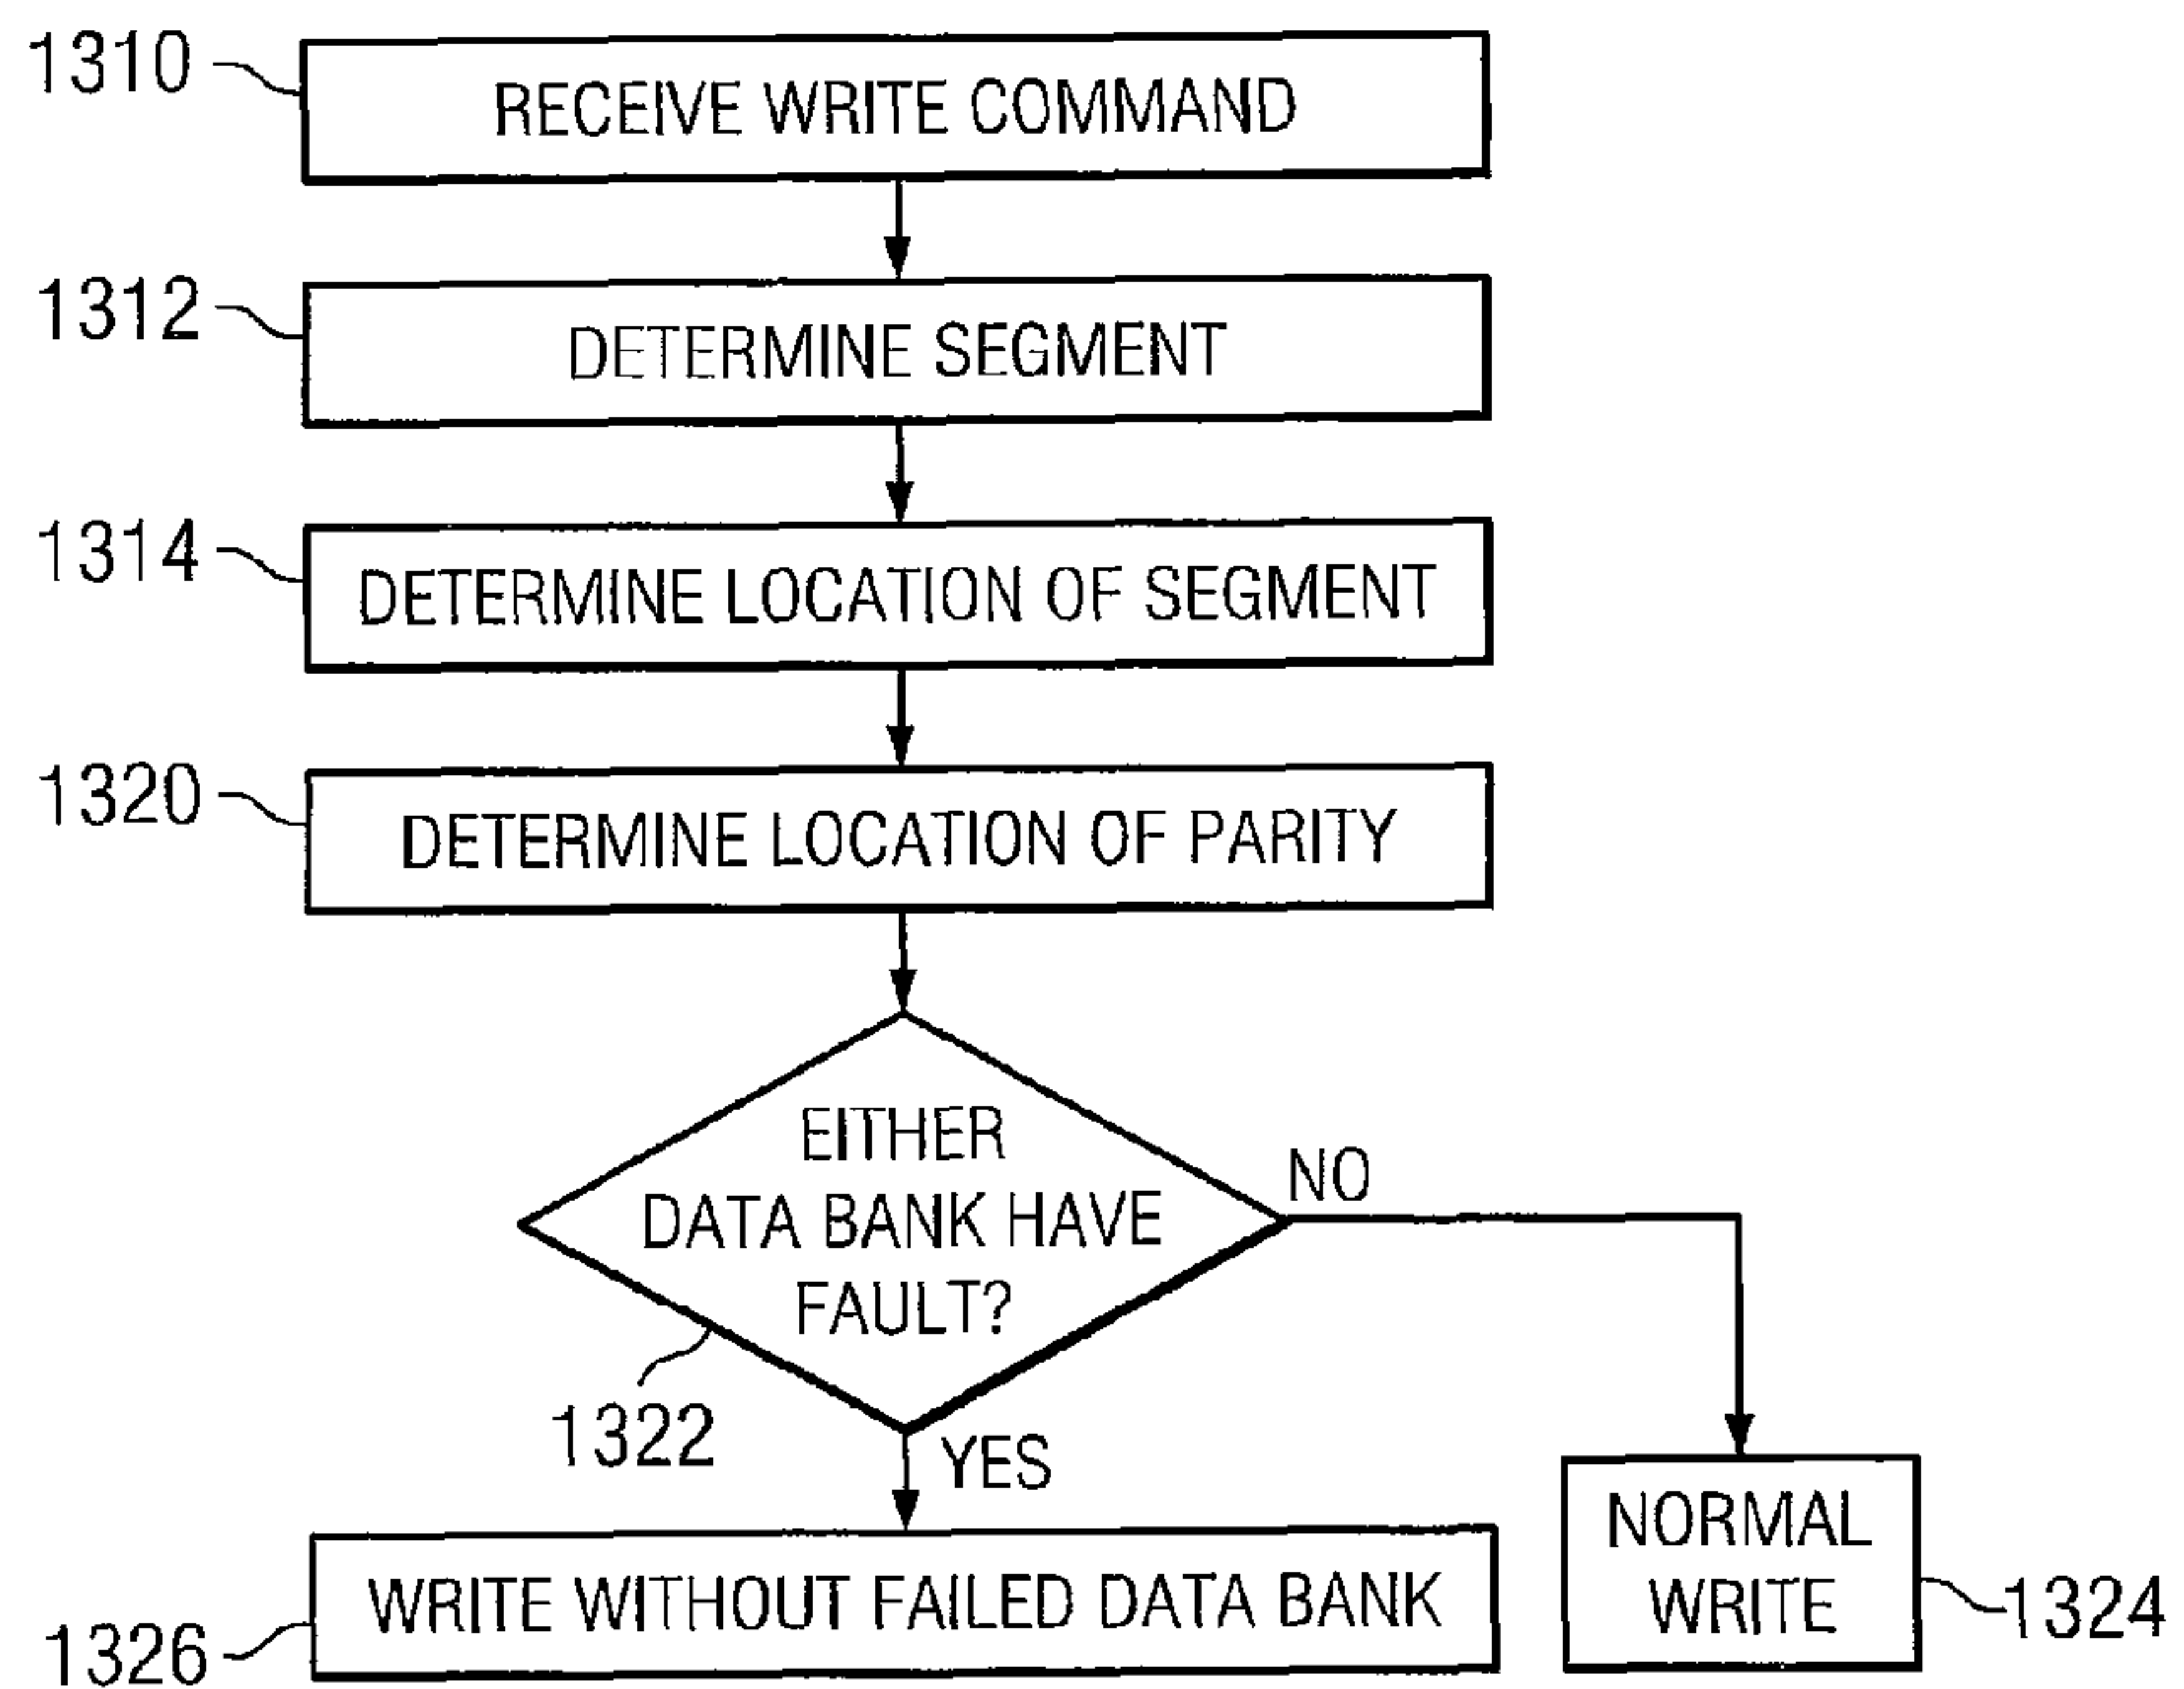 1310
RECEIVE WRITE COMMAND
1312
DETERMINE SEGMENT
1314
DETERMINE LOCATION OF SEGMENT
1320
DETERMINE LOCATION OF PARITY
EITHER
DATA BANK HAVE
FAULT?
NO
1322
YES
NORMAL
WRITE
1324
WRITE WITHOUT FAILED DATA BANK
1326